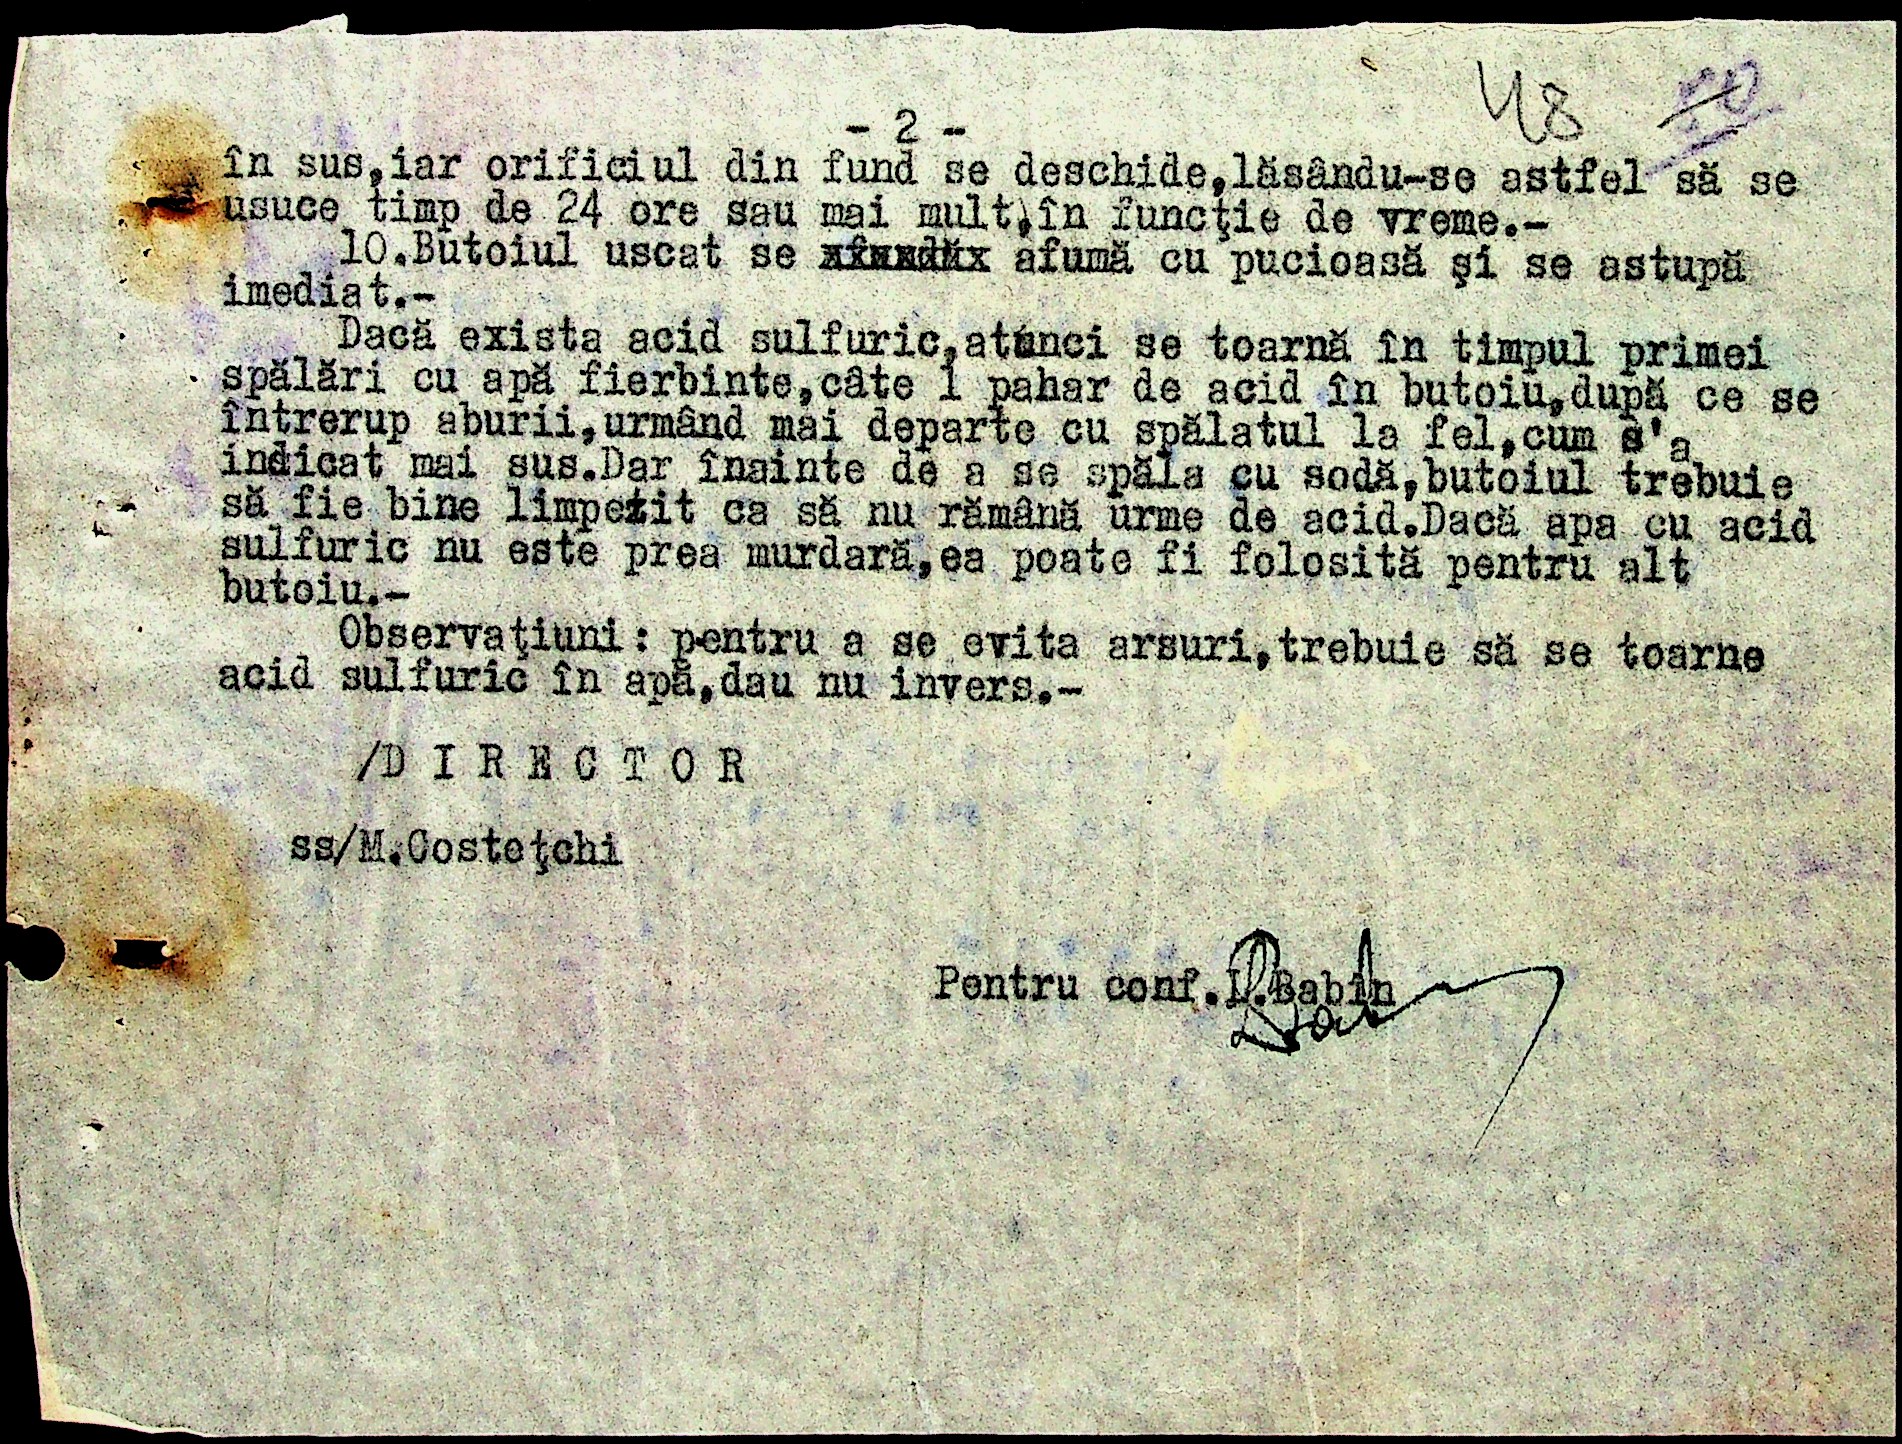 48
- 2 -
în sus,iar orificiul din fund se deschide,lăsându-se astfel să se
usuce timp de 24 ore sau mai mult,în funcţie de vreme.-
10.Butoiul uscat se afumă cu pucioasă şi se astupă
imediat.-
Dacă exista acid sulfuric,atunci se toarnă în timpul primei
spălări cu apă fierbinte,câte 1 pahar de acid în butoiu,după ce se
întrerup aburii,urmând mai departe cu spălatul la fel,cum s'a
indicat mai sus.Dar înainte de a se spăla cu sodă,butoiul trebuie
să fie bine limpezit ca să nu rămână urme de acid.Dacă apa cu acid
sulfuric nu este prea murdară,ea poate fi folosită pentru alt
butoiu.-
Observaţiuni: pentru a se evita arsuri,trebuie să se toarne
acid sulfuric în apă,dau nu invers.-
/D I R E C T O R
ss/M.Costeţchi
Pentru conf.L.Babin